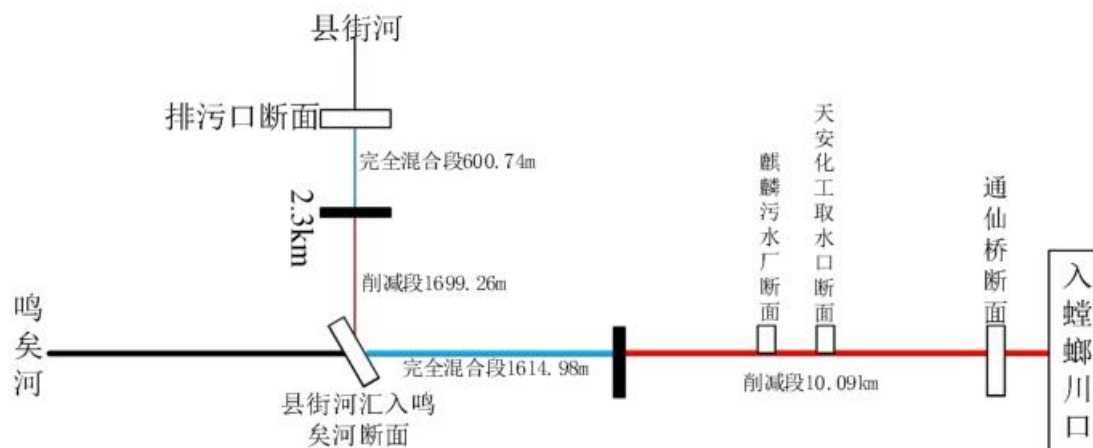 县街河
排污口断面
完全混合段600.74m
2.3km
削减段1699.26m
鸣矣河
县街河汇入鸣
矣河断面
完全混合段1614.98m
麒麟污水厂断面
天安化工取水口断面
削减段10.09km
通仙桥断面
入螳螂川口